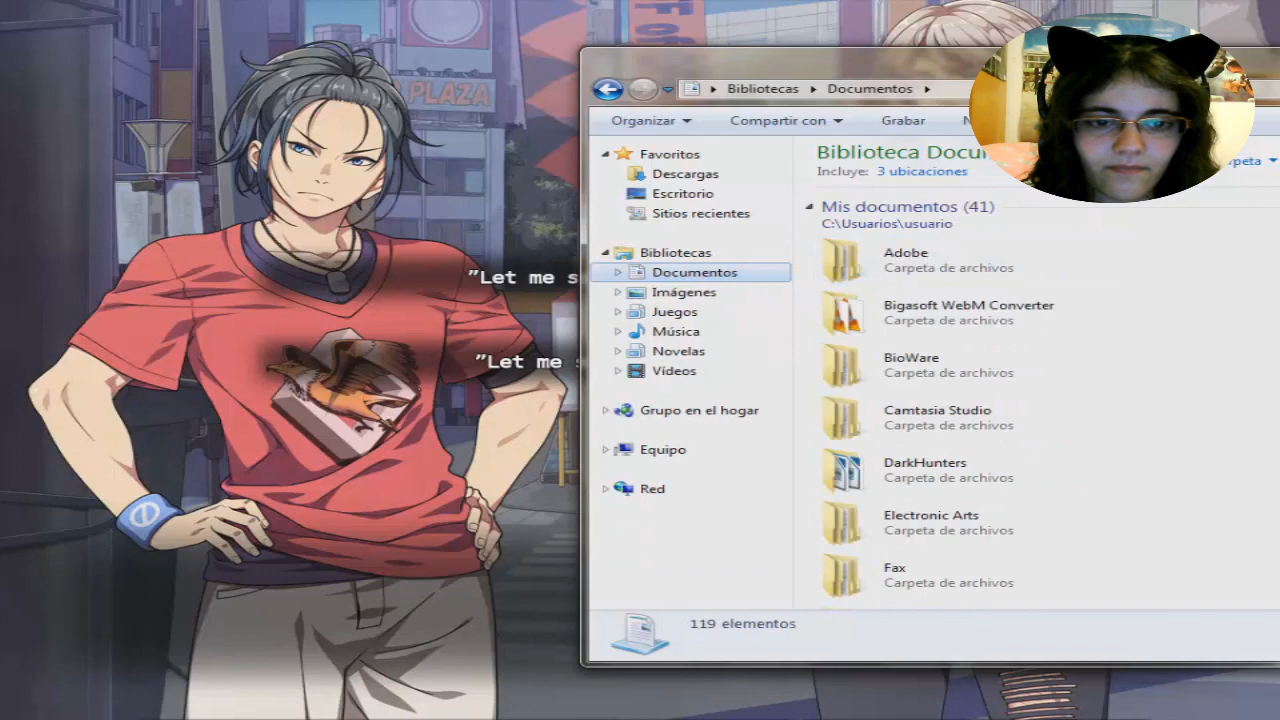 PLAZA
"Let me s
"Let me
Bibliotecas Documentos
Organizar Compartir con Grabar
Favoritos
Descargas
Escritorio
Sitios recientes
Bibliotecas
Documentos
Imágenes
Juegos
Música
Novelas
Vídeos
Grupo en el hogar
Equipo
Red
Biblioteca Docu
Incluye: 3 ubicaciones
Mis documentos (41)
C:\Usuarios\usuario
Adobe
Carpeta de archivos
Bigasoft WebM Converter
Carpeta de archivos
BioWare
Carpeta de archivos
Camtasia Studio
Carpeta de archivos
DarkHunters
Carpeta de archivos
Electronic Arts
Carpeta de archivos
Fax
Carpeta de archivos
119 elementos